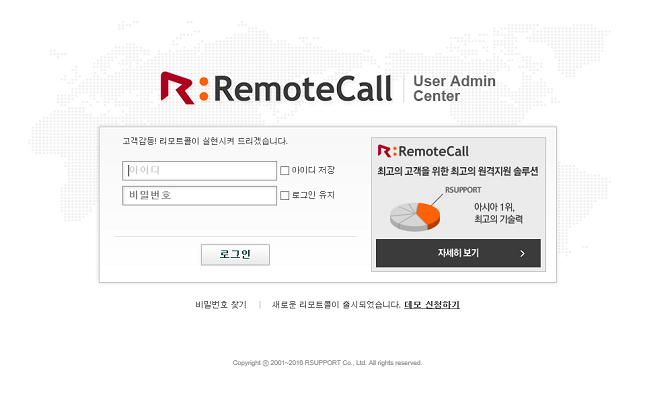 R:RemoteCall
User Admin
Center
고객감동! 리모트콜이 실현시켜 드리겠습니다.
아이디
아이디 저장
비밀번호
로그인 유지
로그인
R:RemoteCall
최고의 고객을 위한 최고의 원격지원 솔루션
RSUPPORT
아시아 1위,
최고의 기술력
자세히 보기
비밀번호 찾기 | 새로운 리모트콜이 출시되었습니다. 데모 신청하기
Copyright ⓒ 2001~2016 RSUPPORT Co., Ltd. All rights reserved.